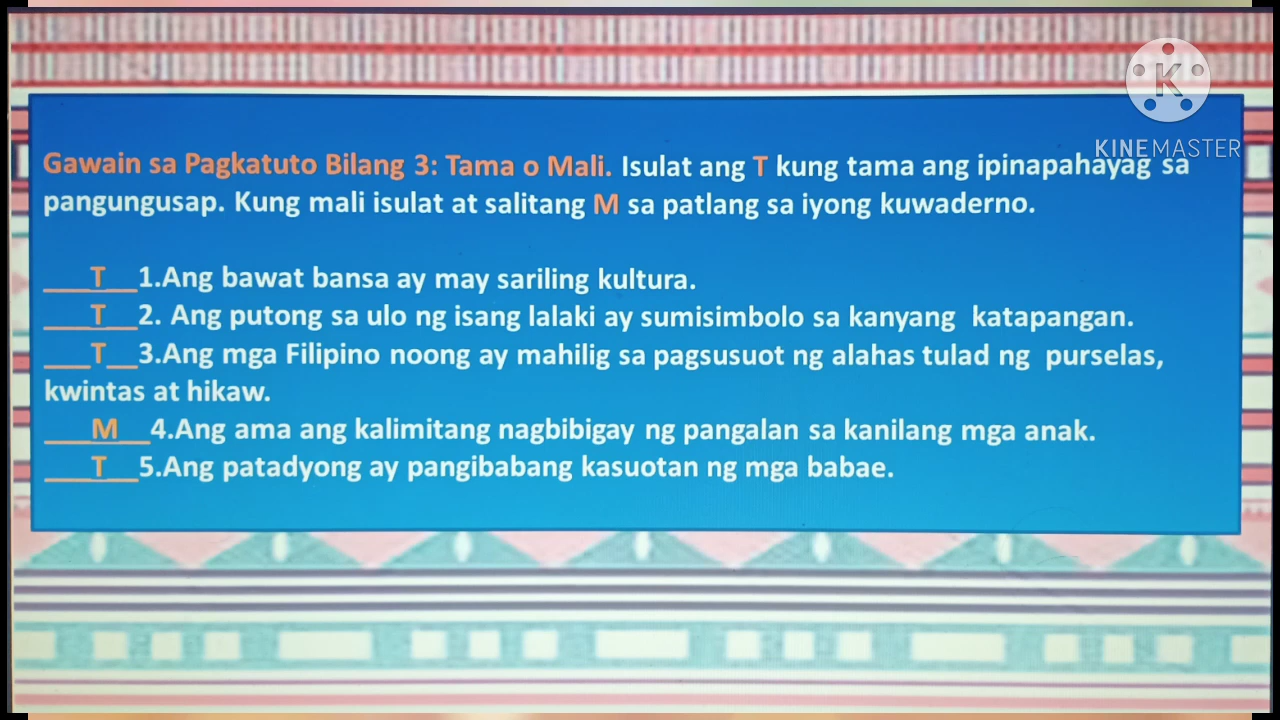 KINEMASTER
Gawain sa Pagkatuto Bilang 3: Tama o Mali. Isulat ang T kung tama ang ipinapahayag sa
pangungusap. Kung mali isulat at salitang M sa patlang sa iyong kuwaderno.
___T__1.Ang bawat bansa ay may sariling kultura.
___T__2. Ang putong sa ulo ng isang lalaki ay sumisimbolo sa kanyang katapangan.
___T__3.Ang mga Filipino noong ay mahilig sa pagsusuot ng alahas tulad ng purselas,
kwintas at hikaw.
___M__4.Ang ama ang kalimitang nagbibigay ng pangalan sa kanilang mga anak.
___T__5.Ang patadyong ay pangibabang kasuotan ng mga babae.